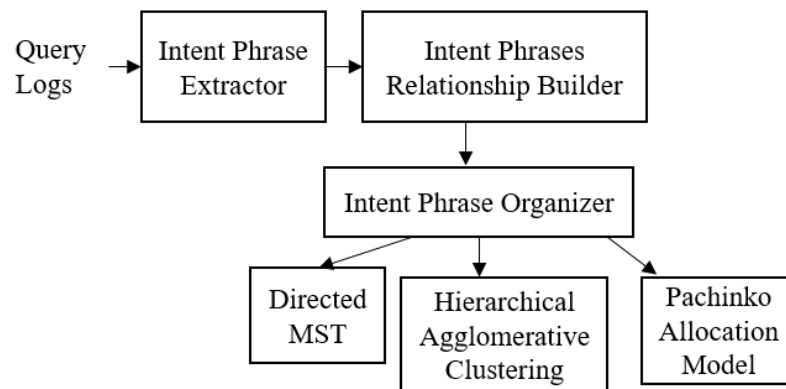 Query
Logs
Intent Phrase
Extractor
Intent Phrases
Relationship Builder
Intent Phrase Organizer
Directed
MST
Hierarchical
Agglomerative
Clustering
Pachinko
Allocation
Model